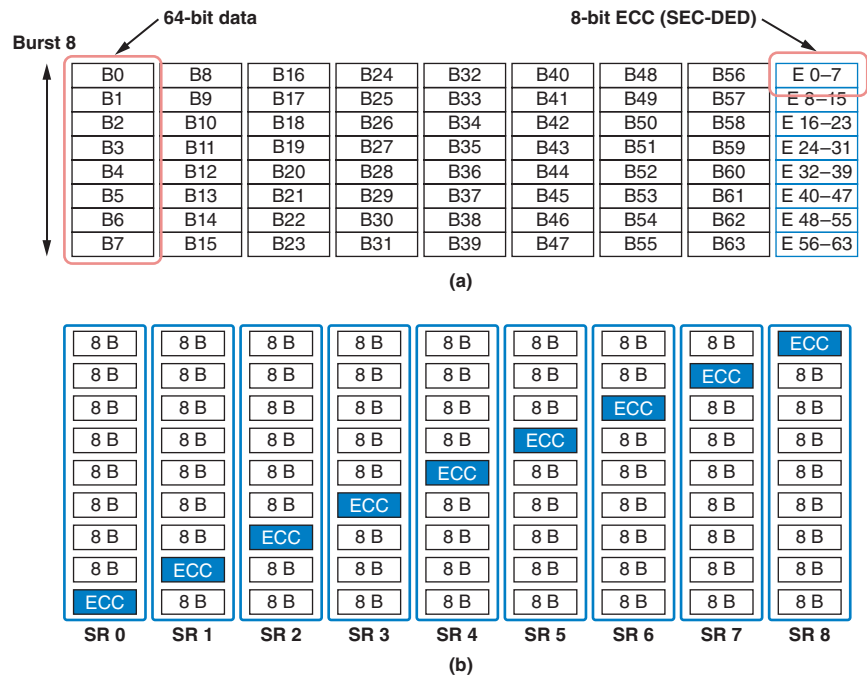 64-bit data
8-bit ECC (SEC-DED)
Burst 8
B0 B8 B16 B24 B32 B40 B48 B56 E 0–7
B1 B9 B17 B25 B33 B41 B49 B57 E 8–15
B2 B10 B18 B26 B34 B42 B50 B58 E 16–23
B3 B11 B19 B27 B35 B43 B51 B59 E 24–31
B4 B12 B20 B28 B36 B44 B52 B60 E 32–39
B5 B13 B21 B29 B37 B45 B53 B61 E 40–47
B6 B14 B22 B30 B38 B46 B54 B62 E 48–55
B7 B15 B23 B31 B39 B47 B55 B63 E 56–63
(a)
8 B 8 B 8 B 8 B 8 B 8 B 8 B 8 B ECC
8 B 8 B 8 B 8 B 8 B 8 B 8 B ECC 8 B
8 B 8 B 8 B 8 B 8 B 8 B ECC 8 B 8 B
8 B 8 B 8 B 8 B 8 B ECC 8 B 8 B 8 B
8 B 8 B 8 B 8 B ECC 8 B 8 B 8 B 8 B
8 B 8 B 8 B ECC 8 B 8 B 8 B 8 B 8 B
8 B 8 B ECC 8 B 8 B 8 B 8 B 8 B 8 B
8 B ECC 8 B 8 B 8 B 8 B 8 B 8 B 8 B
ECC 8 B 8 B 8 B 8 B 8 B 8 B 8 B 8 B
SR 0 SR 1 SR 2 SR 3 SR 4 SR 5 SR 6 SR 7 SR 8
(b)